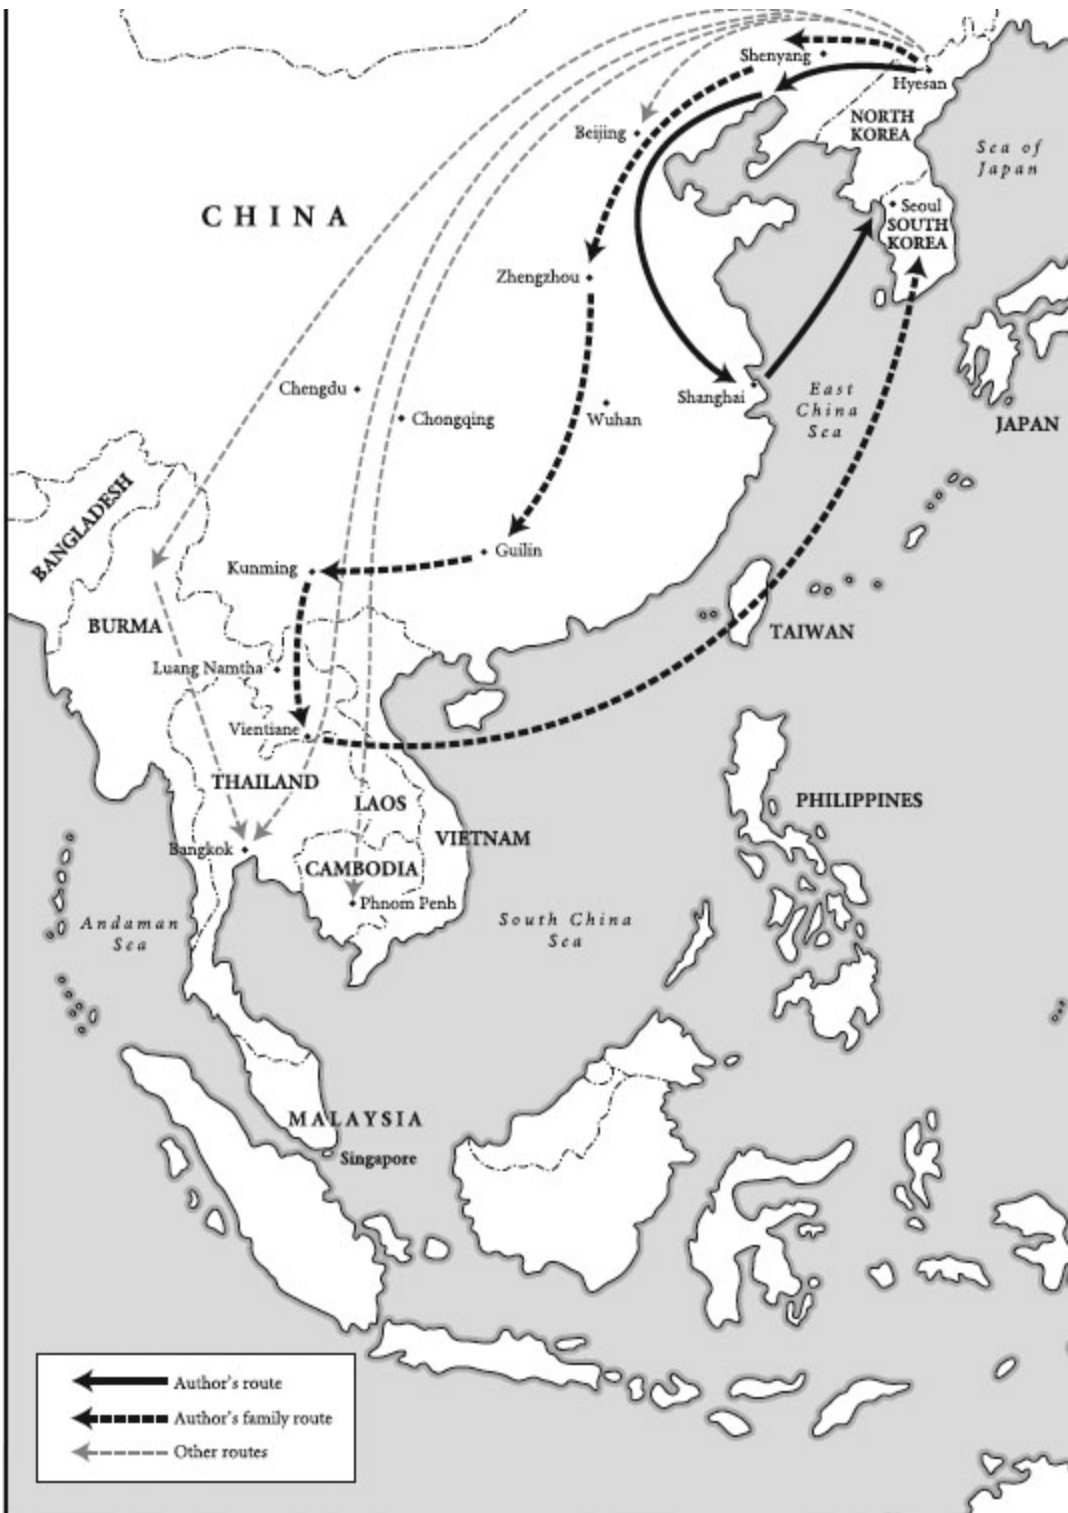 Shenyang
Hyesan
NORTH
KOREA
Beijing
Sea of
Japan
CHINA
Seoul
SOUTH
KOREA
Zhengzhou
Chengdu
Chongqing
Wuhan
Shanghai
East
China
Sea
JAPAN
BANGLADESH
Guilin
Kunming
BURMA
TAIWAN
Luang Namtha
Vientiane
THAILAND
LAOS
PHILIPPINES
VIETNAM
Bangkok
CAMBODIA
Phnom Penh
Andaman
Sea
South China
Sea
MALAYSIA
Singapore
Author's route
Author's family route
Other routes